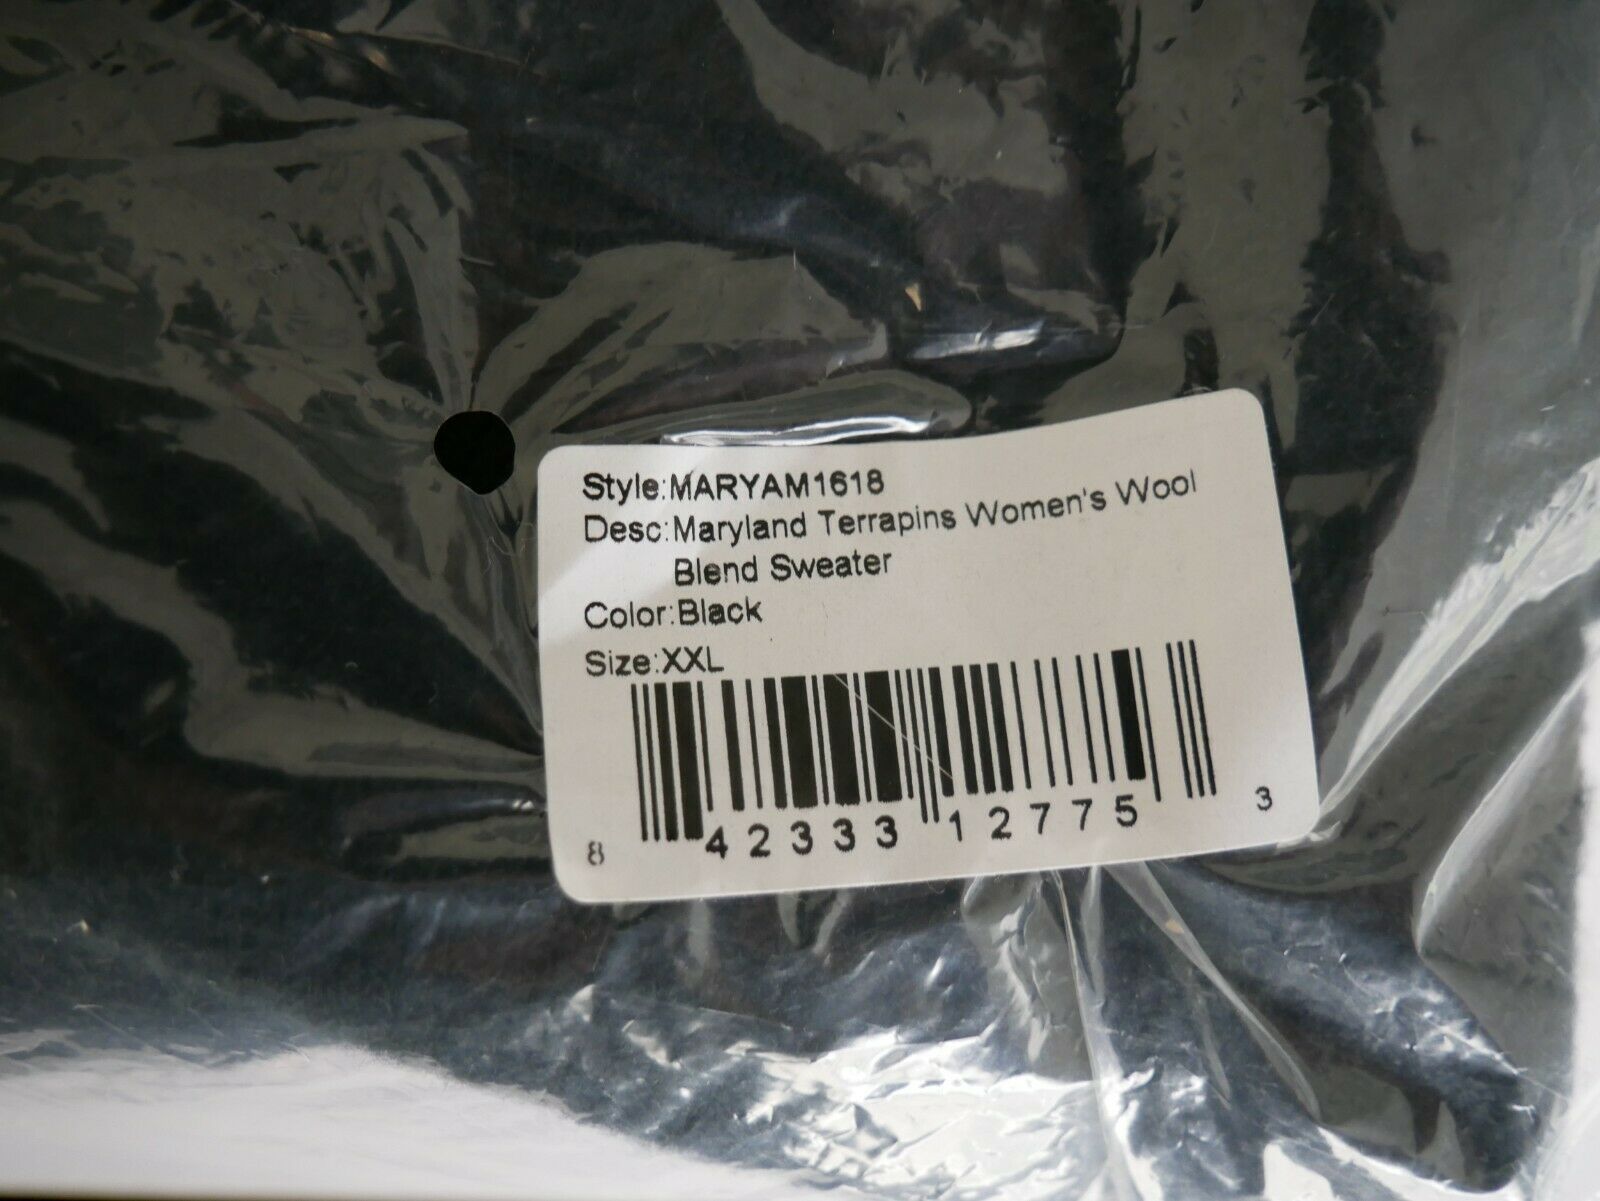 Style:MARYAM1618
Desc:Maryland Terrapins Women's Wool
Blend Sweater
Color:Black
Size:XXL
8 42333 12775 3